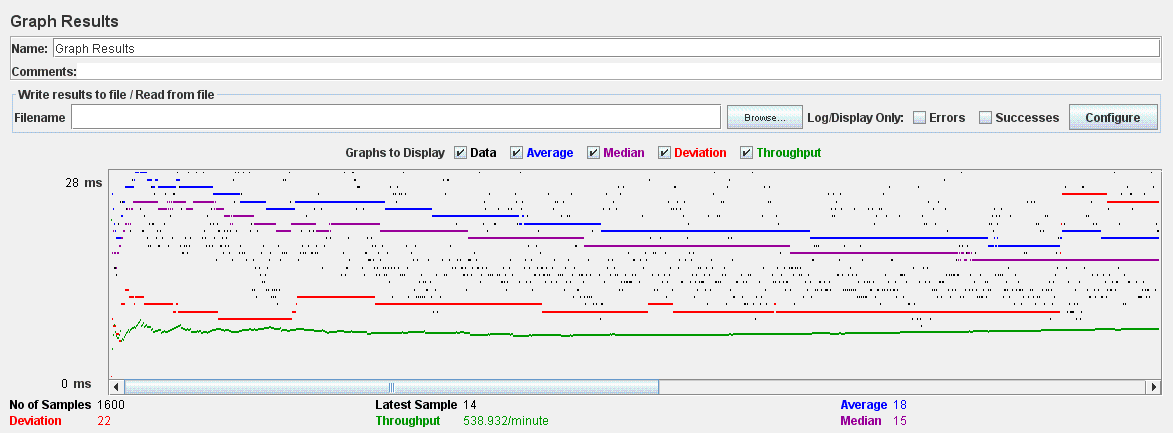 Graph Results
Name: Graph Results
Comments:
Write results to file / Read from file
Filename Browse... Log/Display Only: Errors Successes Configure
Graphs to Display Data Average Median Deviation Throughput
28 ms
0 ms
No of Samples 1600 Latest Sample 14 Average 18
Deviation 22 Throughput 538.932/minute Median 15